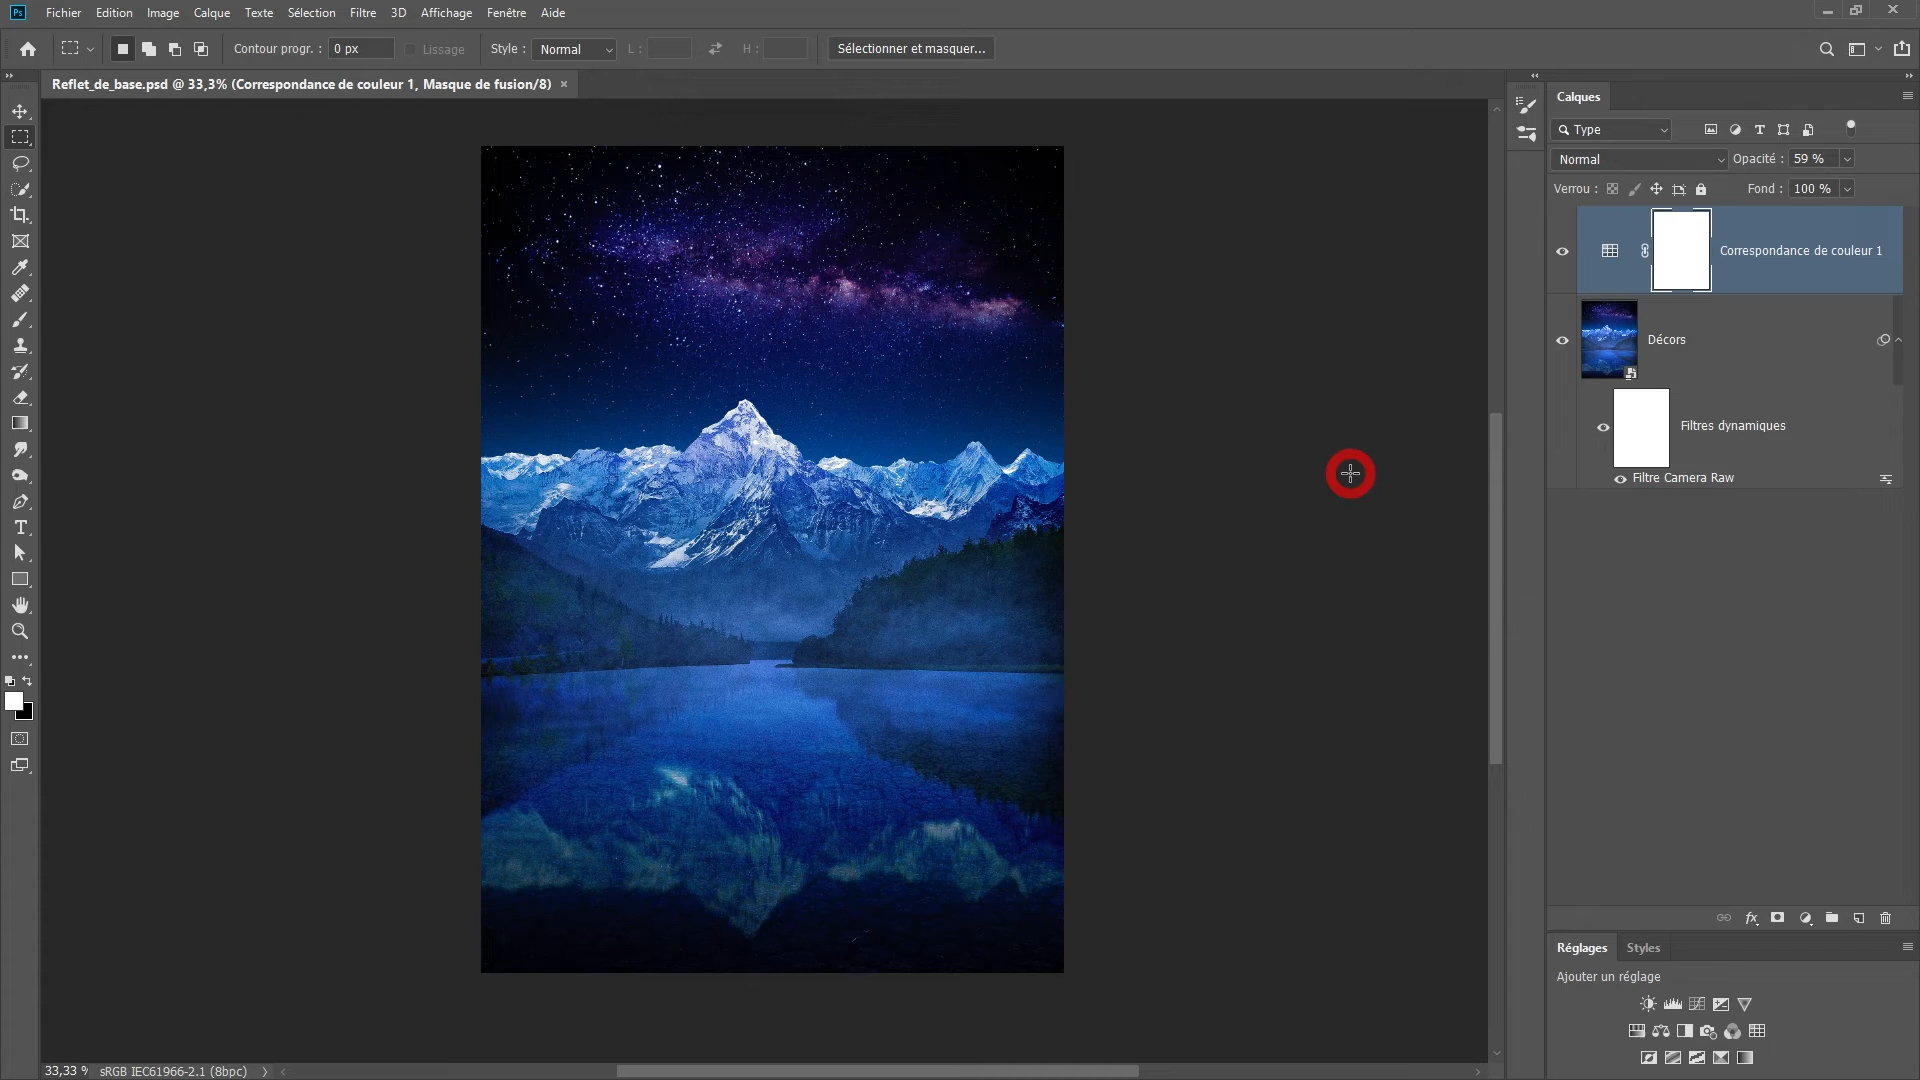 Ps Fichier Edition Image Calque Texte Sélection Filtre 3D Affichage Fenêtre Aide
Contour progr. : 0 px Lissage Style : Normal L : H : Sélectionner et masquer...
Reflet_de_base.psd @ 33,3% (Correspondance de couleur 1, Masque de fusion/8) ×
Calques
Type
Normal Opacité : 59 %
Verrou : Fond : 100 %
Correspondance de couleur 1
Décors
Filtres dynamiques
Filtre Camera Raw
fx
Réglages Styles
Ajouter un réglage
33,33 % sRGB IEC61966-2.1 (8bpc)